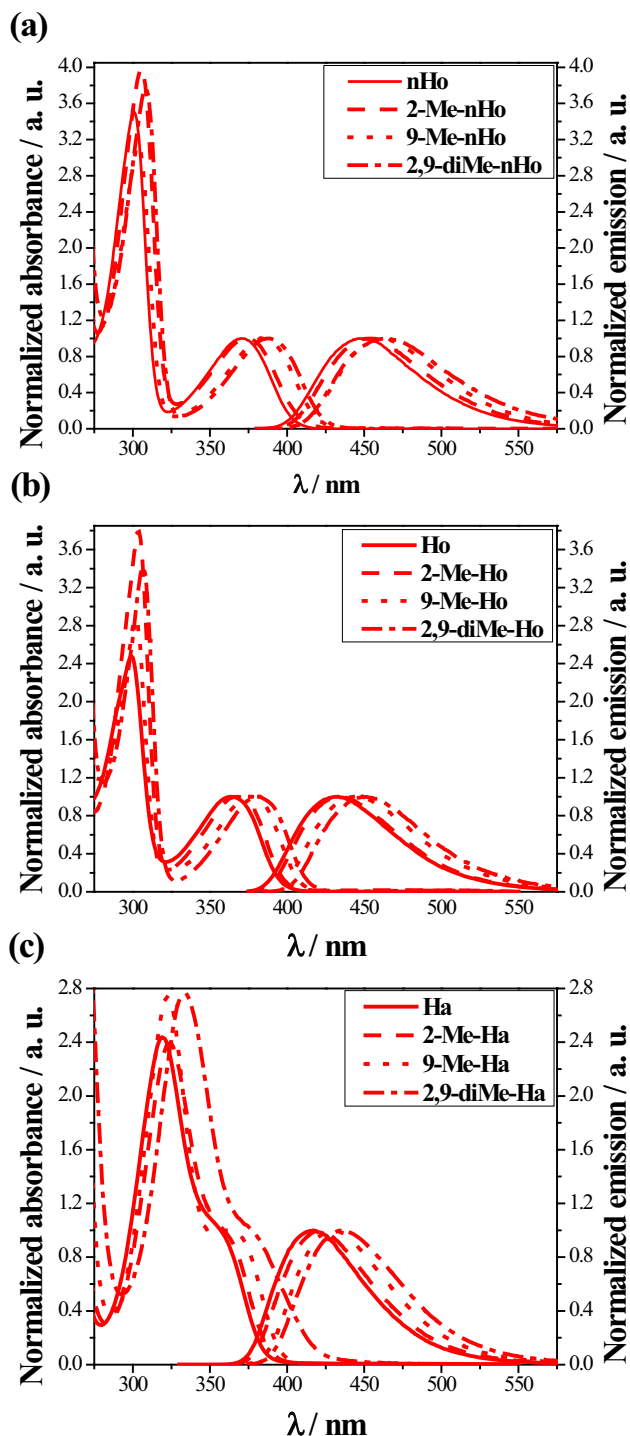 (a)
Normalized absorbance / a. u.
4.0
3.6
3.2
2.8
2.4
2.0
1.6
1.2
0.8
0.4
0.0
nHo
2-Me-nHo
9-Me-nHo
2,9-diMe-nHo
4.0
3.6
3.2
2.8
2.4
2.0
1.6
1.2
0.8
0.4
0.0
Normalized emission / a. u.
300 350 400 450 500 550
λ / nm
(b)
Normalized absorbance / a. u.
3.6
3.2
2.8
2.4
2.0
1.6
1.2
0.8
0.4
0.0
Ho
2-Me-Ho
9-Me-Ho
2,9-diMe-Ho
3.6
3.2
2.8
2.4
2.0
1.6
1.2
0.8
0.4
0.0
Normalized emission / a. u.
300 350 400 450 500 550
λ / nm
(c)
Normalized absorbance / a. u.
2.8
2.4
2.0
1.6
1.2
0.8
0.4
0.0
Ha
2-Me-Ha
9-Me-Ha
2,9-diMe-Ha
2.8
2.4
2.0
1.6
1.2
0.8
0.4
0.0
Normalized emission / a. u.
300 350 400 450 500 550
λ / nm